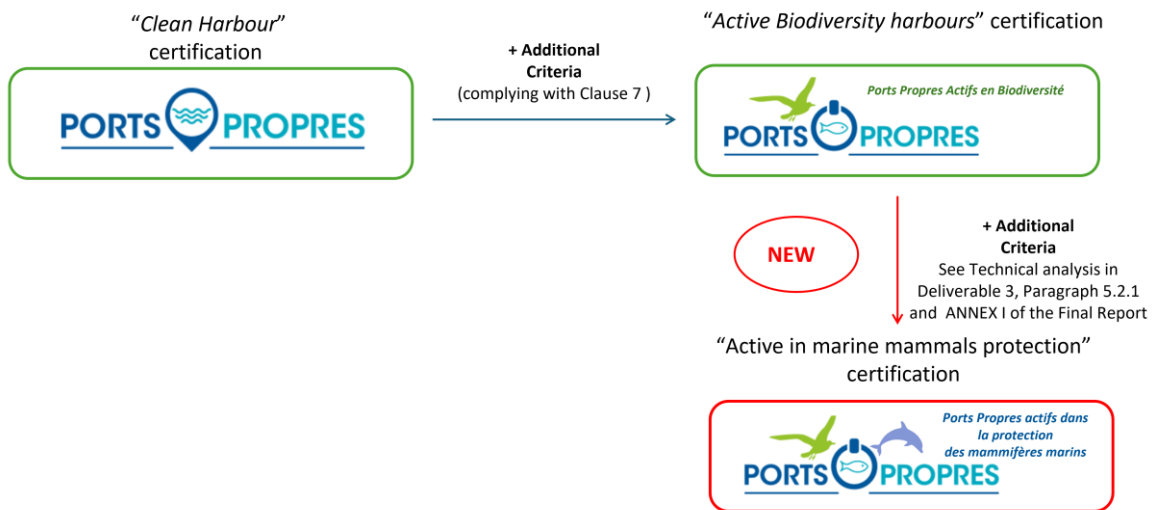 “Clean Harbour”
certification
PORTS PROPRES
+ Additional
Criteria
(complying with Clause 7 )
“Active Biodiversity harbours” certification
Ports Propres Actifs en Biodiversité
PORTS PROPRES
NEW
+ Additional
Criteria
See Technical analysis in
Deliverable 3, Paragraph 5.2.1
and  ANNEX I of the Final Report
“Active in marine mammals protection”
certification
Ports Propres actifs dans
la protection
des mammifères marins
PORTS PROPRES